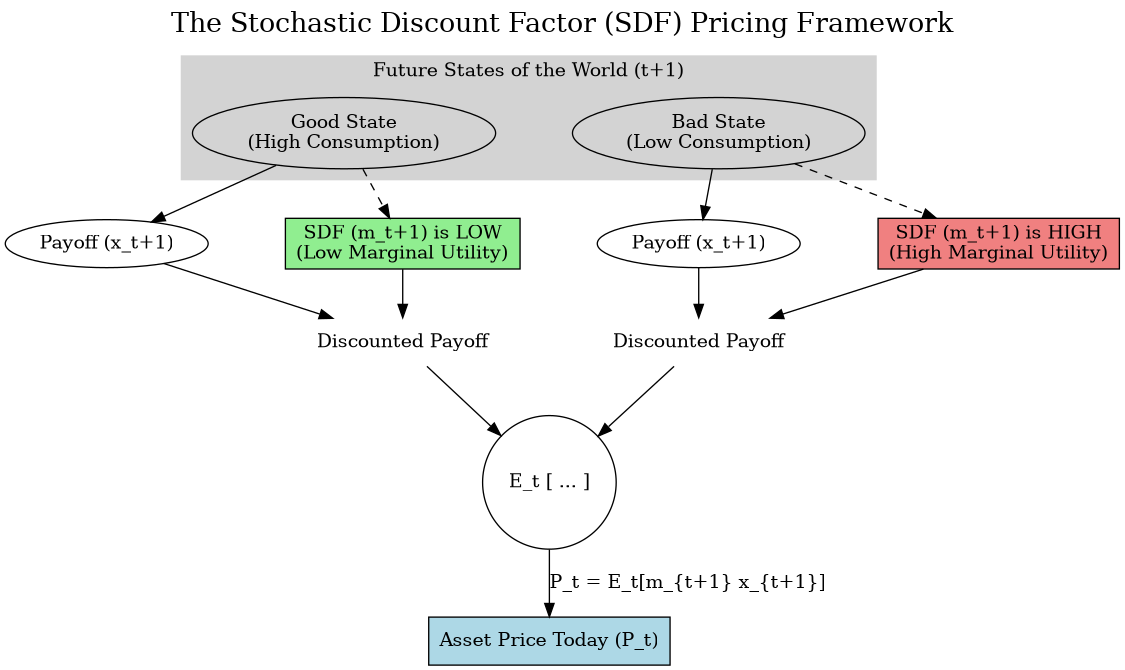 The Stochastic Discount Factor (SDF) Pricing Framework
Future States of the World (t+1)
Good State
(High Consumption)
Bad State
(Low Consumption)
Payoff (x_t+1)
SDF (m_t+1) is LOW
(Low Marginal Utility)
Payoff (x_t+1)
SDF (m_t+1) is HIGH
(High Marginal Utility)
Discounted Payoff
Discounted Payoff
E_t [ ... ]
P_t = E_t[m_{t+1} x_{t+1}]
Asset Price Today (P_t)